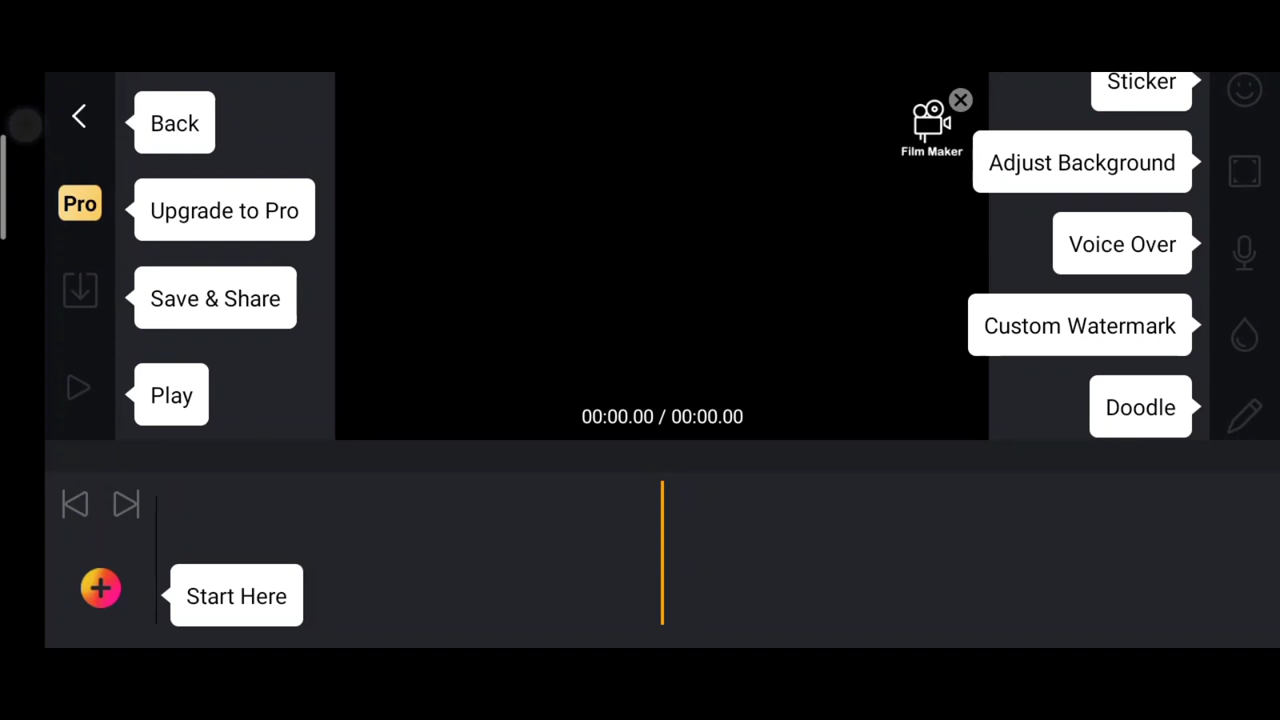 Back
Pro
Upgrade to Pro
Save & Share
Play
Film Maker
00:00.00 / 00:00.00
Sticker
Adjust Background
Voice Over
Custom Watermark
Doodle
Start Here